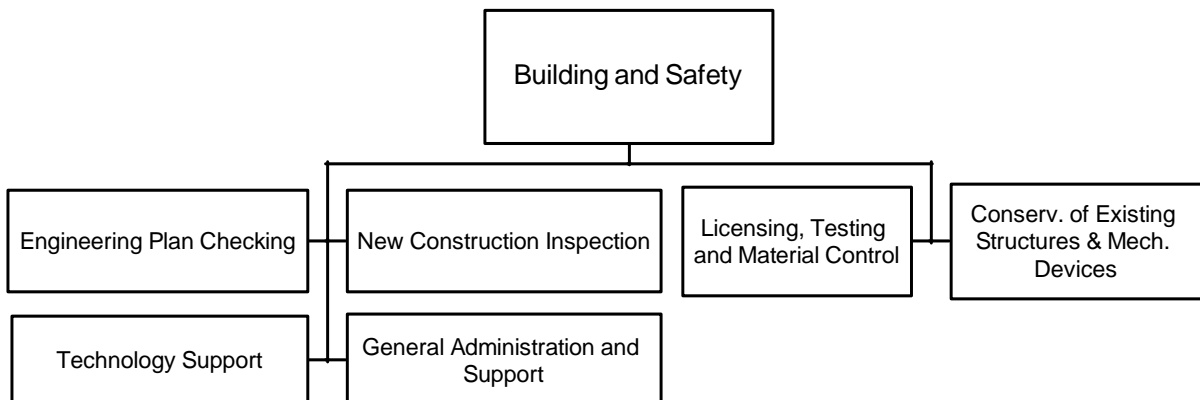 Building and Safety
Engineering Plan Checking
New Construction Inspection
Licensing, Testing
and Material Control
Conserv. of Existing
Structures & Mech.
Devices
Technology Support
General Administration and
Support